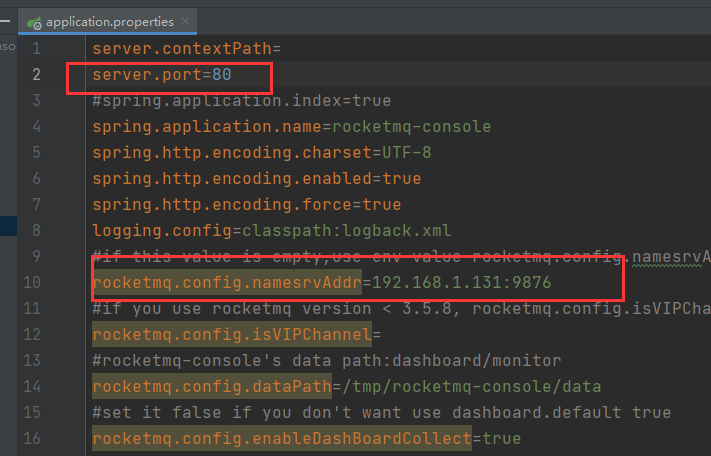 application.properties
1 server.contextPath=
2 server.port=80
3 #spring.application.index=true
4 spring.application.name=rocketmq-console
5 spring.http.encoding.charset=UTF-8
6 spring.http.encoding.enabled=true
7 spring.http.encoding.force=true
8 logging.config=classpath:logback.xml
9 #if this value is empty,use env value rocketmq.config.namesrvA
10 rocketmq.config.namesrvAddr=192.168.1.131:9876
11 #if you use rocketmq version < 3.5.8, rocketmq.config.isVIPCha
12 rocketmq.config.isVIPChannel=
13 #rocketmq-console's data path:dashboard/monitor
14 rocketmq.config.dataPath=/tmp/rocketmq-console/data
15 #set it false if you don't want use dashboard.default true
16 rocketmq.config.enableDashBoardCollect=true